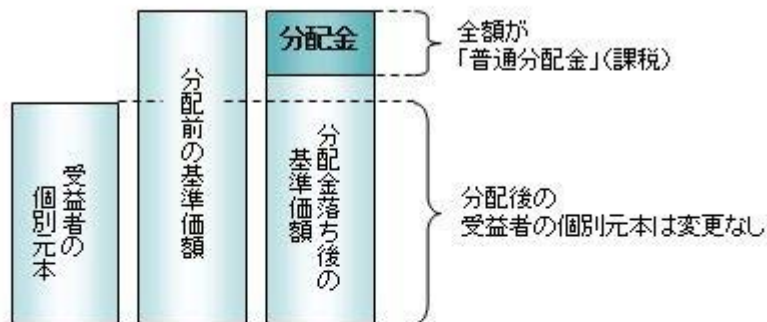 受益者の
個別元本
分配前の基準価額
分配金
分配金落ち後の
基準価額
全額が
「普通分配金」(課税)
分配後の
受益者の個別元本は変更なし